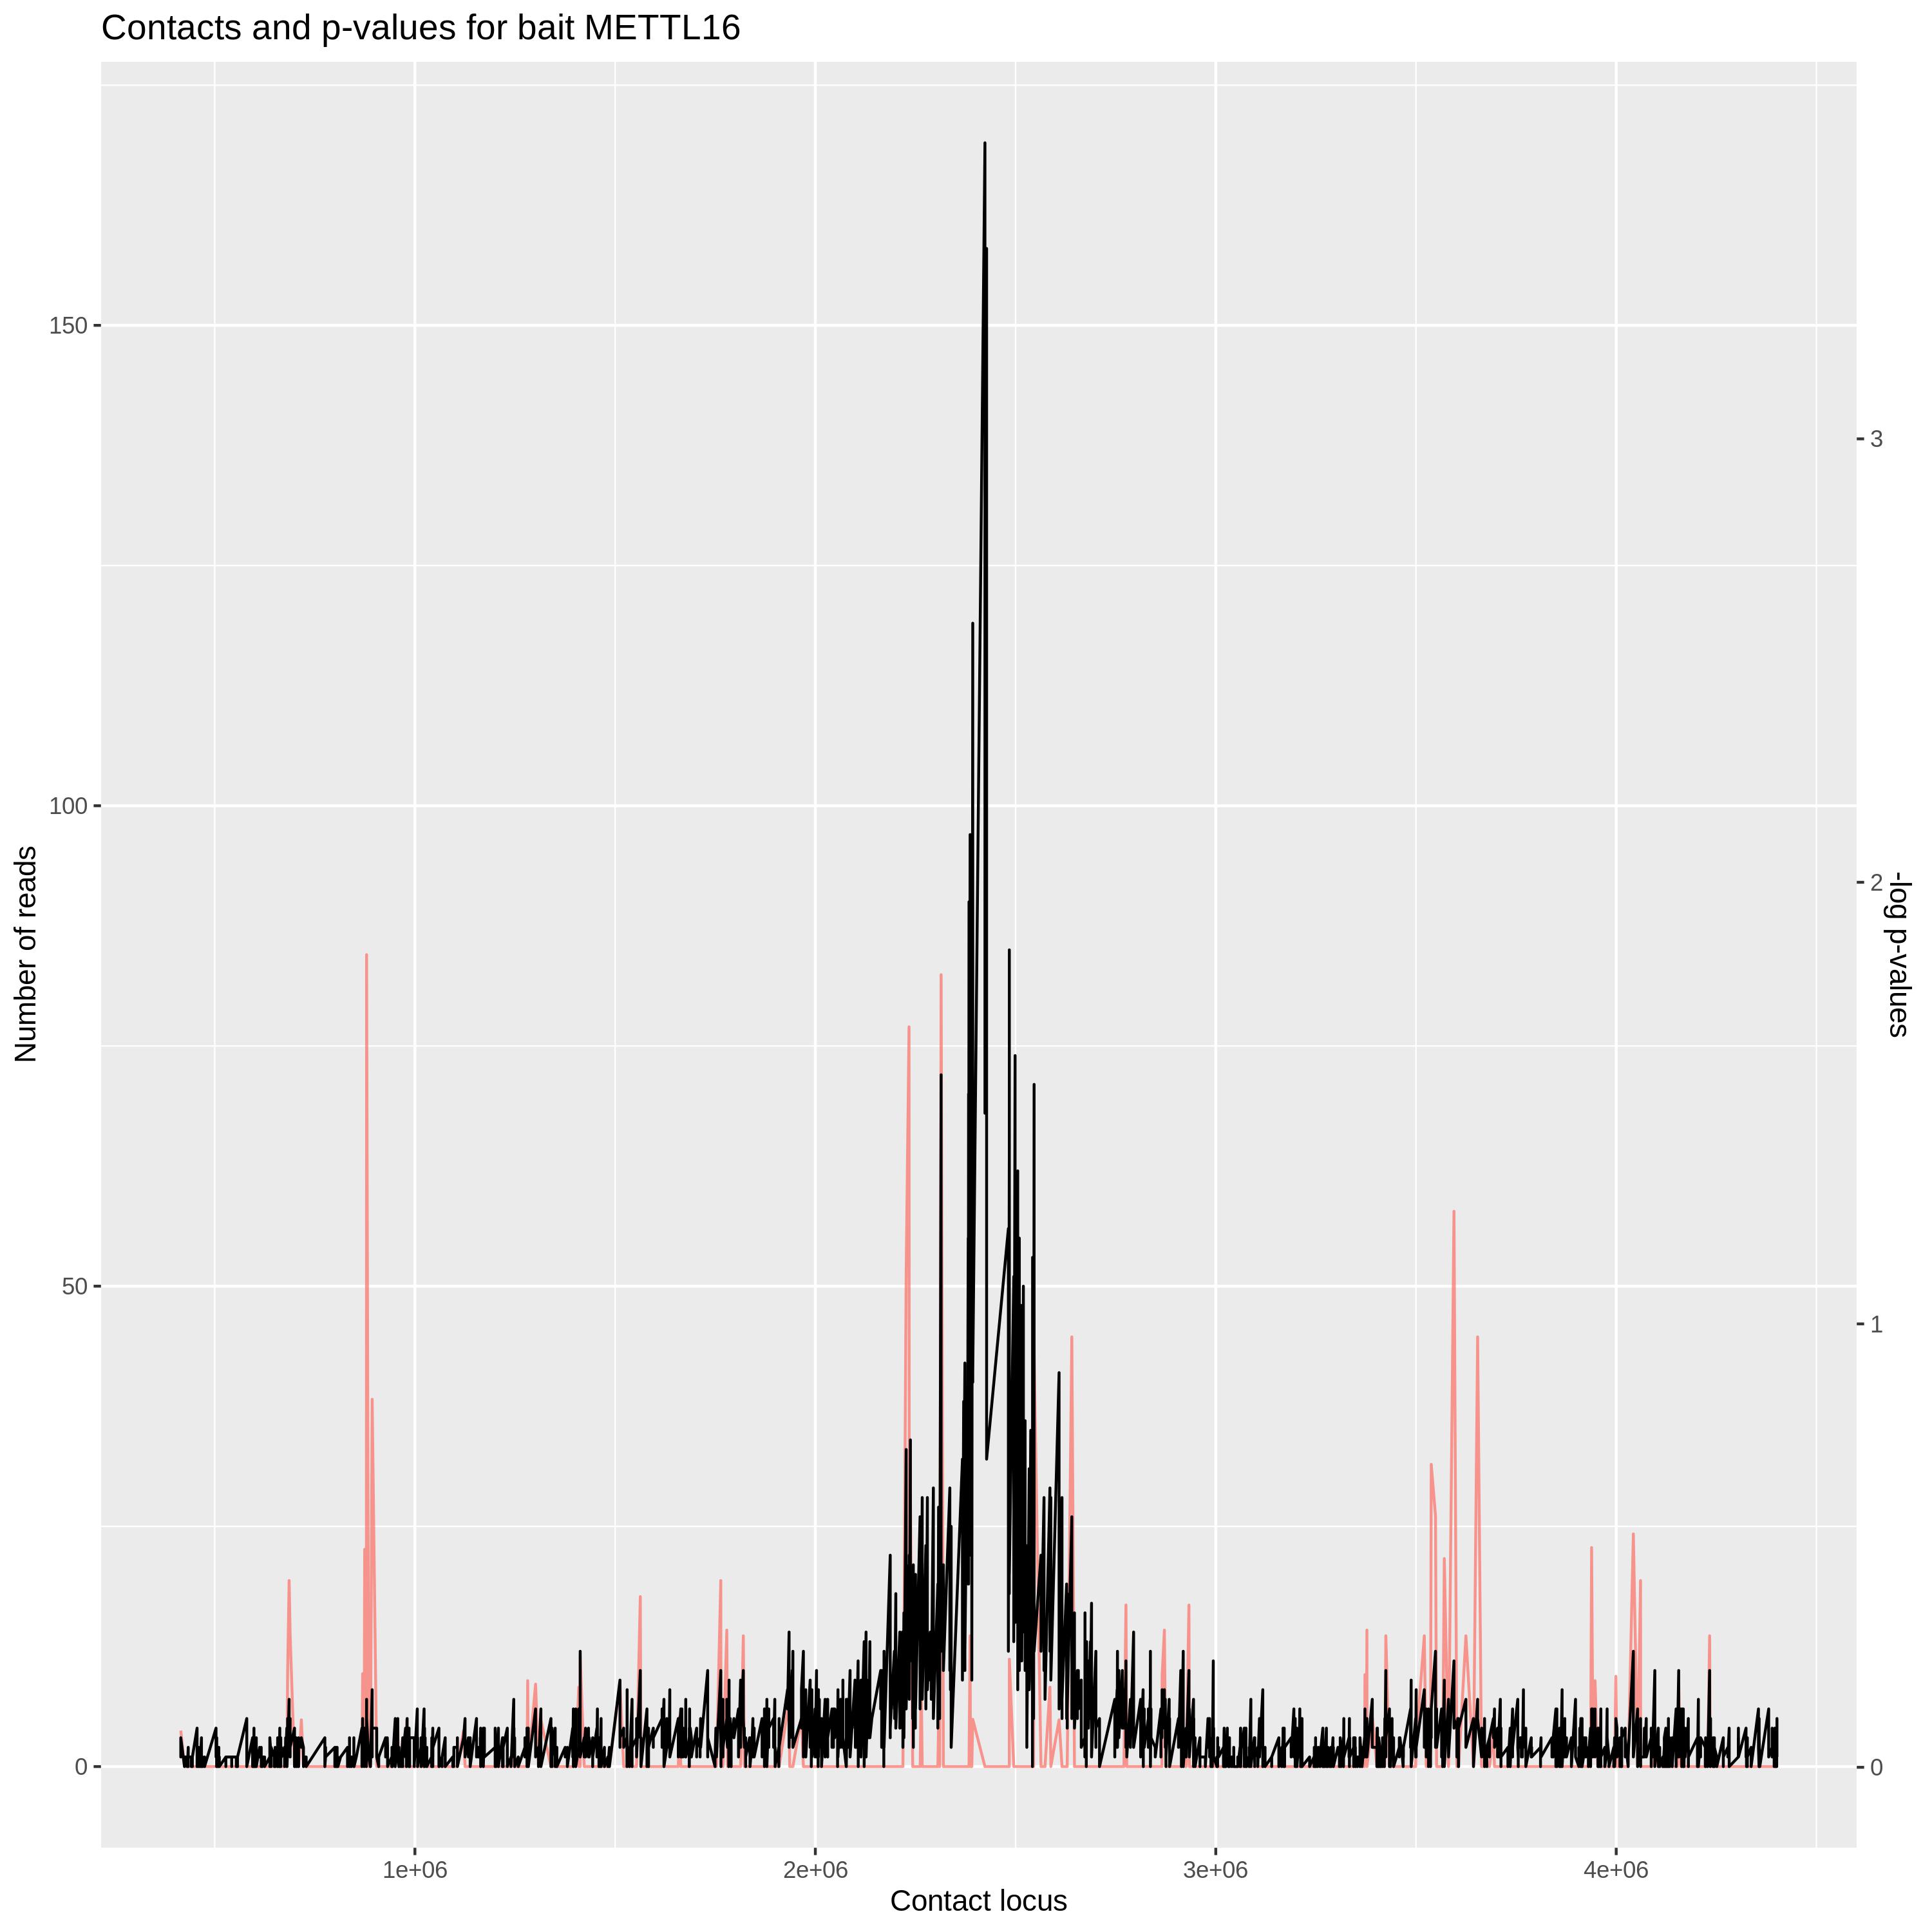 Contacts and p-values for bait METTL16
150
100
50
0
Number of reads
3
2
1
0
-log p-values
1e+06
2e+06
3e+06
4e+06
Contact locus